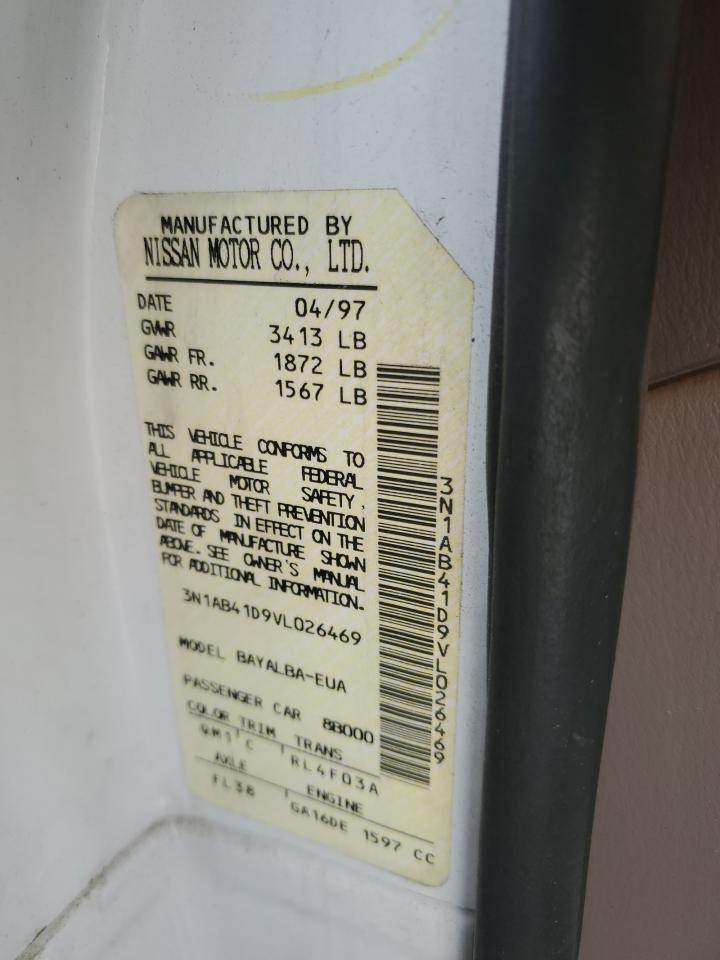 MANUFACTURED BY
NISSAN MOTOR CO., LTD.
DATE 04/97
GVWR 3413 LB
GAWR FR. 1872 LB
GAWR RR. 1567 LB
THIS VEHICLE CONFORMS TO
ALL APPLICABLE FEDERAL
VEHICLE MOTOR SAFETY,
BUMPER AND THEFT PREVENTION
STANDARDS IN EFFECT ON THE
DATE OF MANUFACTURE SHOWN
ABOVE. SEE OWNER'S MANUAL
FOR ADDITIONAL INFORMATION.
3N1AB41D9VL026469
MODEL BAYALBA-EUA
PASSENGER CAR 8B000
COLOR TRIM TRANS
QM1 C RL4F03A
AXLE ENGINE
FL38 GA16DE 1597 CC
3N1AB41D9VL026469